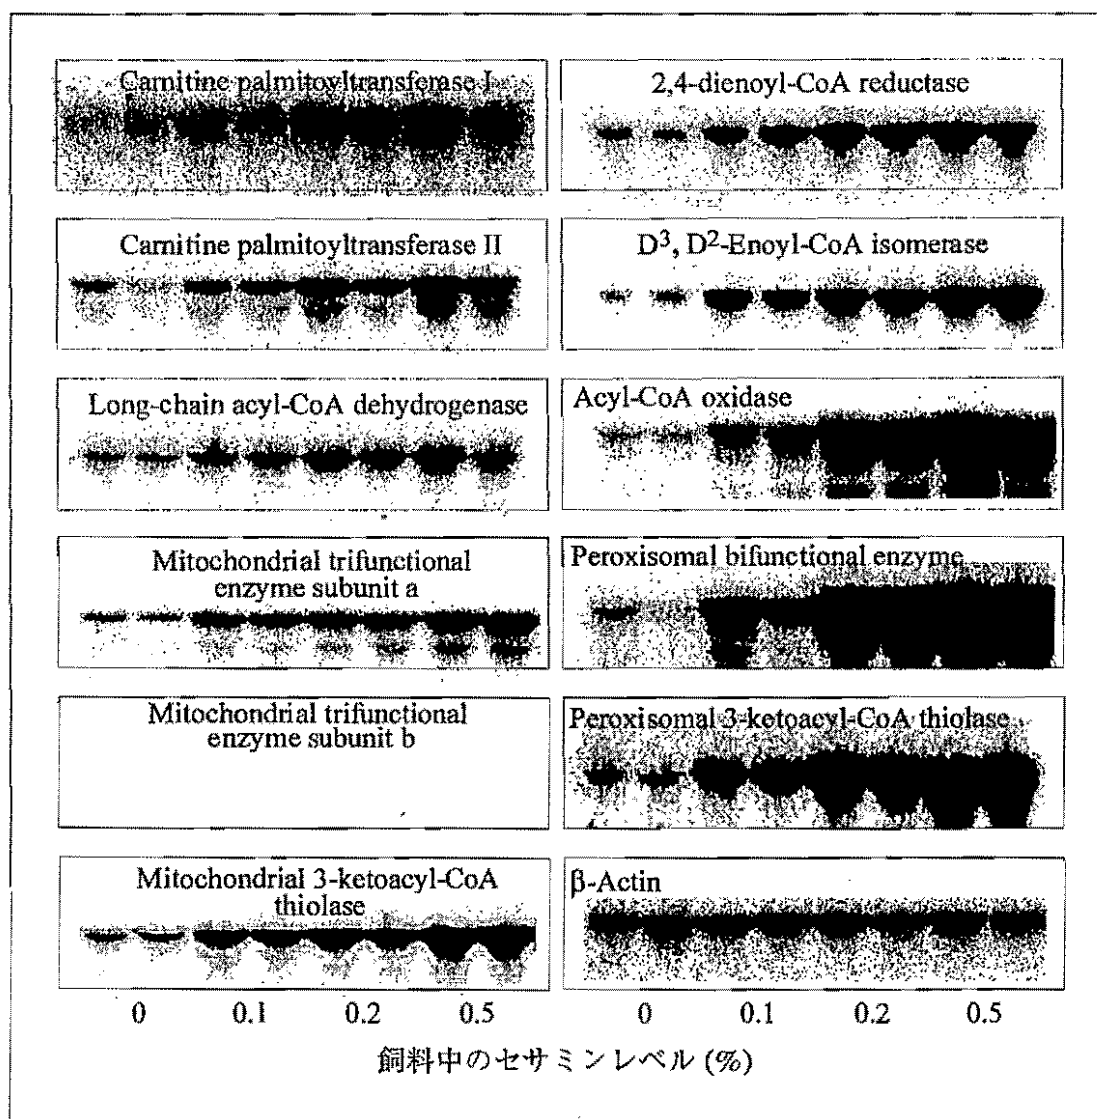 Carnitine palmitoyltransferase I
Carnitine palmitoyltransferase II
Long-chain acyl-CoA dehydrogenase
Mitochondrial trifunctional
enzyme subunit a
Mitochondrial trifunctional
enzyme subunit b
Mitochondrial 3-ketoacyl-CoA
thiolase
0 0.1 0.2 0.5
2,4-dienoyl-CoA reductase
D³, D²-Enoyl-CoA isomerase
Acyl-CoA oxidase
Peroxisomal bifunctional enzyme
Peroxisomal 3-ketoacyl-CoA thiolase
β-Actin
0 0.1 0.2 0.5
飼料中のセサミンレベル (%)